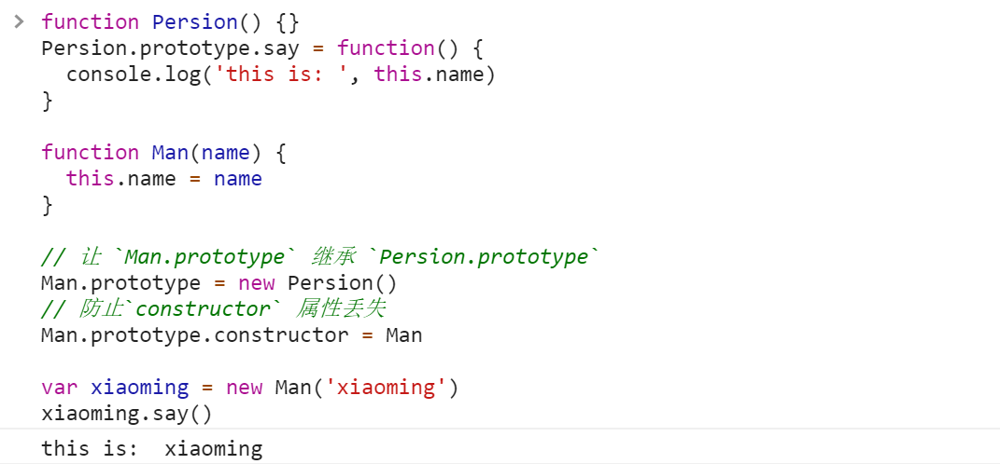 function Persion() {}
Persion.prototype.say = function() {
  console.log('this is: ', this.name)
}

function Man(name) {
  this.name = name
}

// 让 `Man.prototype` 继承 `Persion.prototype`
Man.prototype = new Persion()
// 防止`constructor` 属性丢失
Man.prototype.constructor = Man

var xiaoming = new Man('xiaoming')
xiaoming.say()
this is:  xiaoming